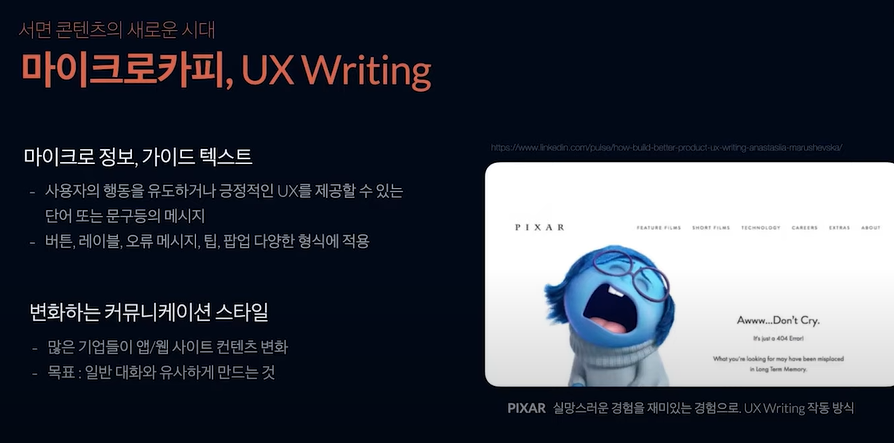 서면 콘텐츠의 새로운 시대
마이크로카피, UX Writing
마이크로 정보, 가이드 텍스트
- 사용자의 행동을 유도하거나 긍정적인 UX를 제공할 수 있는
단어 또는 문구등의 메시지
- 버튼, 레이블, 오류 메시지, 팁, 팝업 다양한 형식에 적용
변화하는 커뮤니케이션 스타일
- 많은 기업들이 앱/웹 사이트 컨텐츠 변화
- 목표 : 일반 대화와 유사하게 만드는 것
https://www.linkedin.com/pulse/how-build-better-product-ux-writing-anastasiia-marushevska/
PIXAR
FEATURE FILMS SHORT FILMS TECHNOLOGY CAREERS EXTRAS ABOUT
Awww...Don't Cry.
It's just a 404 Error!
What you're looking for may have been misplaced
in Long Term Memory.
PIXAR 실망스러운 경험을 재미있는 경험으로. UX Writing 작동 방식